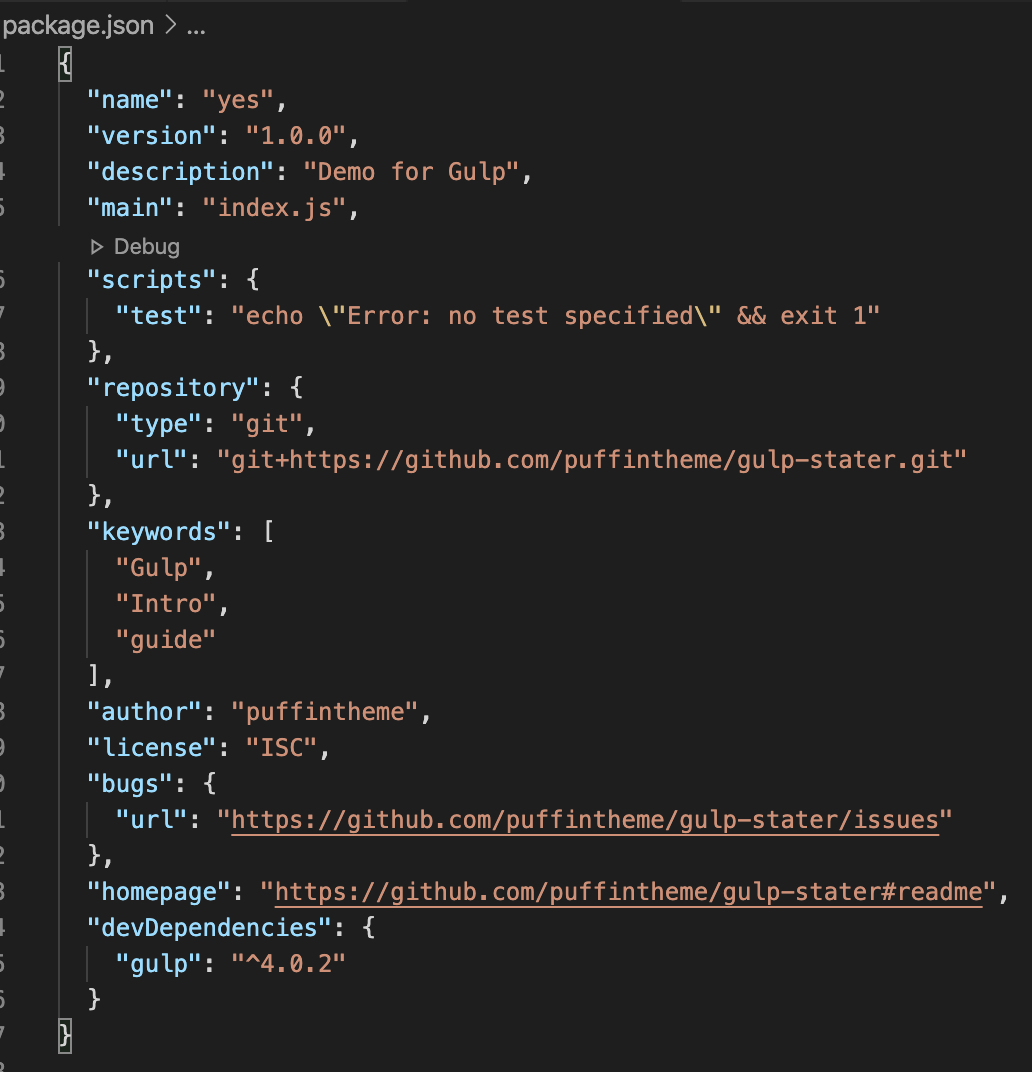 package.json > ...
{
"name": "yes",
"version": "1.0.0",
"description": "Demo for Gulp",
"main": "index.js",
Debug
"scripts": {
"test": "echo \"Error: no test specified\" && exit 1"
},
"repository": {
"type": "git",
"url": "git+https://github.com/puffintheme/gulp-stater.git"
},
"keywords": [
"Gulp",
"Intro",
"guide"
],
"author": "puffintheme",
"license": "ISC",
"bugs": {
"url": "https://github.com/puffintheme/gulp-stater/issues"
},
"homepage": "https://github.com/puffintheme/gulp-stater#readme",
"devDependencies": {
"gulp": "^4.0.2"
}
}